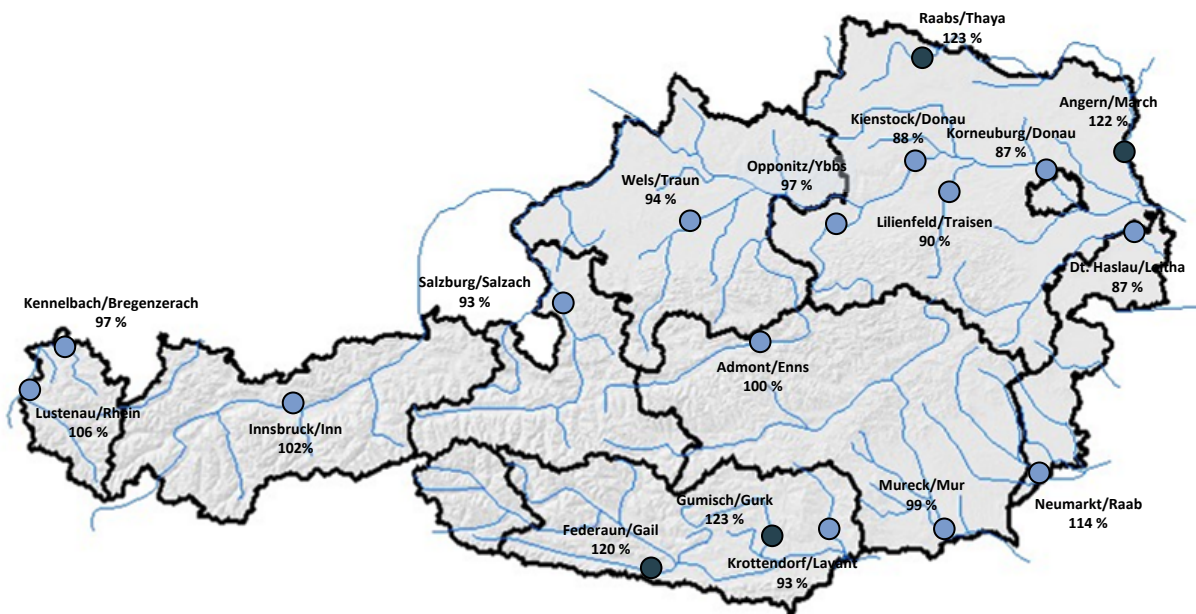 Raabs/Thaya
123 %
Angern/March
122 %
Kienstock/Donau
88 %
Korneuburg/Donau
87 %
Opponitz/Ybbs
97 %
Wels/Traun
94 %
Lilienfeld/Traisen
90 %
Dt. Haslau/Leitha
87 %
Salzburg/Salzach
93 %
Kennelbach/Bregenzerach
97 %
Admont/Enns
100 %
Lustenau/Rhein
106 %
Innsbruck/Inn
102%
Mureck/Mur
99 %
Gumisch/Gurk
123 %
Neumarkt/Raab
114 %
Federaun/Gail
120 %
Krottendorf/Lavant
93 %